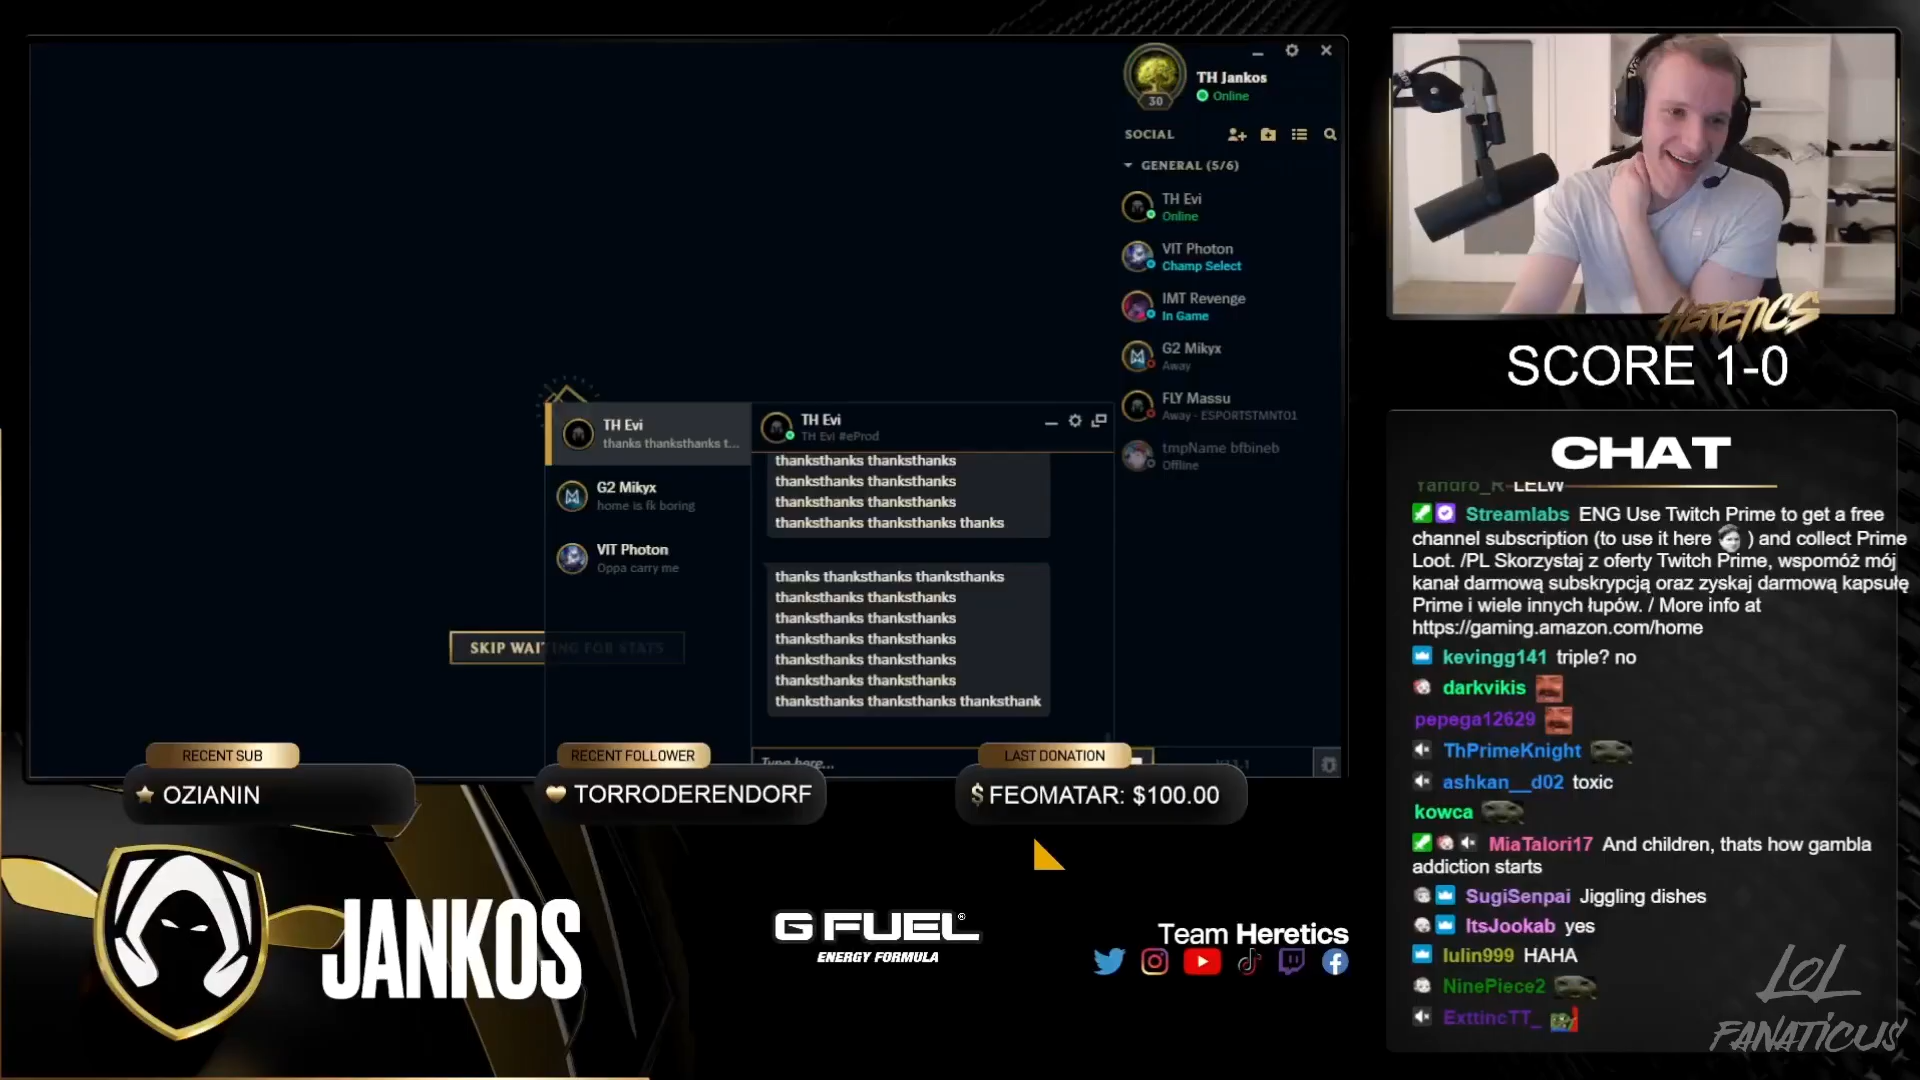 TH Jankos
30
Online
SOCIAL
GENERAL (5/6)
TH Evi
Online
VIT Photon
Champ Select
IMT Revenge
In Game
G2 Mikyx
Away
FLY Massu
Away - ESPORTSTMNT01
tmpName bfbineb
Offline
TH Evi
thanks thanksthanks t...
G2 Mikyx
home is fk boring
VIT Photon
Oppa carry me
TH Evi
TH Evi #eProd
thanksthanks thanksthanks
thanksthanks thanksthanks
thanksthanks thanksthanks
thanksthanks thanksthanks thanks
thanks thanksthanks thanksthanks
thanksthanks thanksthanks
thanksthanks thanksthanks
thanksthanks thanksthanks
thanksthanks thanksthanks
thanksthanks thanksthanks
thanksthanks thanksthanks thanksthank
SKIP WAITING FOR STATS
Type here...
RECENT SUB
OZIANIN
RECENT FOLLOWER
TORRODERENDORF
LAST DONATION
$ FEOMATAR: $100.00
JANKOS
G FUEL®
ENERGY FORMULA
Team Heretics
HERETICS
SCORE 1-0
CHAT
Yandro_R LELW
Streamlabs ENG Use Twitch Prime to get a free
channel subscription (to use it here ) and collect Prime
Loot. /PL Skorzystaj z oferty Twitch Prime, wspomóż mój
kanał darmową subskrypcją oraz zyskaj darmową kapsułę
Prime i wiele innych łupów. / More info at
https://gaming.amazon.com/home
kevingg141 triple? no
darkvikis
pepega12629
ThPrimeKnight
ashkan__d02 toxic
kowca
MiaTalori17 And children, thats how gambla
addiction starts
SugiSenpai Jiggling dishes
ItsJookab yes
lulin999 HAHA
NinePiece2
ExttincTT_
LOL
FANATICUS